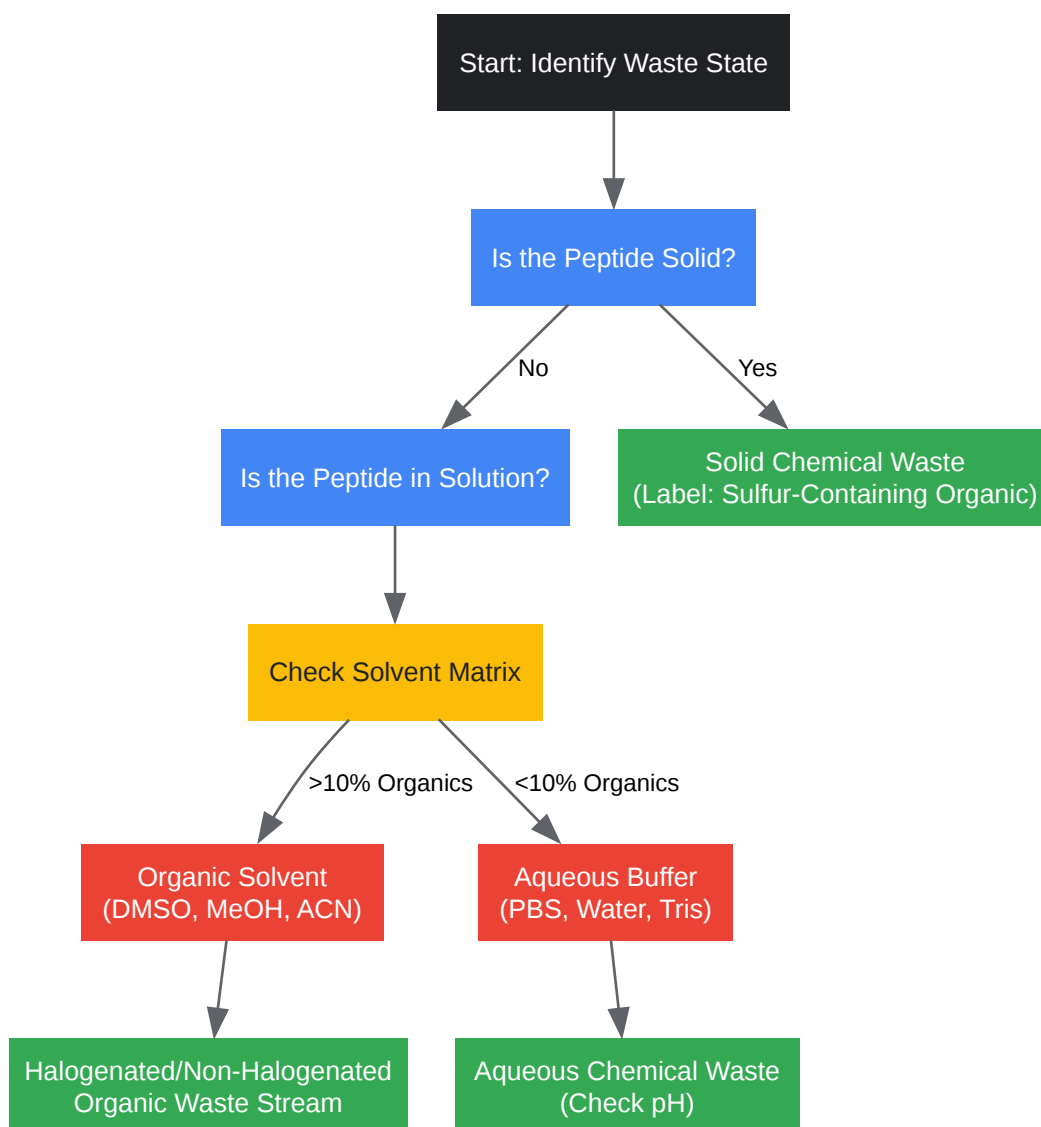 Start: Identify Waste State
Is the Peptide Solid?
No
Yes
Is the Peptide in Solution?
Solid Chemical Waste
(Label: Sulfur-Containing Organic)
Check Solvent Matrix
>10% Organics
<10% Organics
Organic Solvent
(DMSO, MeOH, ACN)
Aqueous Buffer
(PBS, Water, Tris)
Halogenated/Non-Halogenated
Organic Waste Stream
Aqueous Chemical Waste
(Check pH)